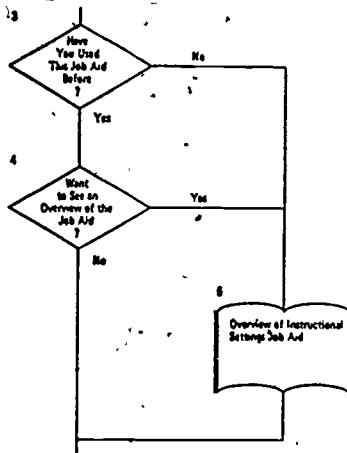 3
Have
You Used
This Job Aid
Before
?
No
Yes
4
Want
to See an
Overview of the
Job Aid
?
Yes
No
Overview of Instructional
Settings Job Aid